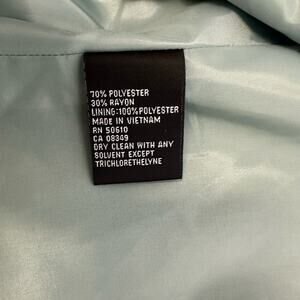 70% POLYESTER
30% RAYON
LINING:100%POLYESTER
MADE IN VIETNAM
RN 50610
CA 08349
DRY CLEAN WITH ANY
SOLVENT EXCEPT
TRICHLORETHELYNE